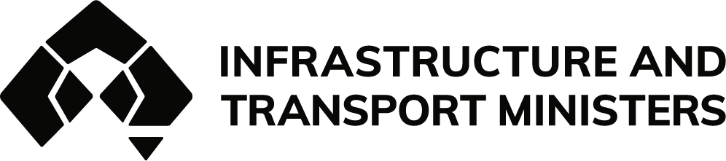 INFRASTRUCTURE AND
TRANSPORT MINISTERS